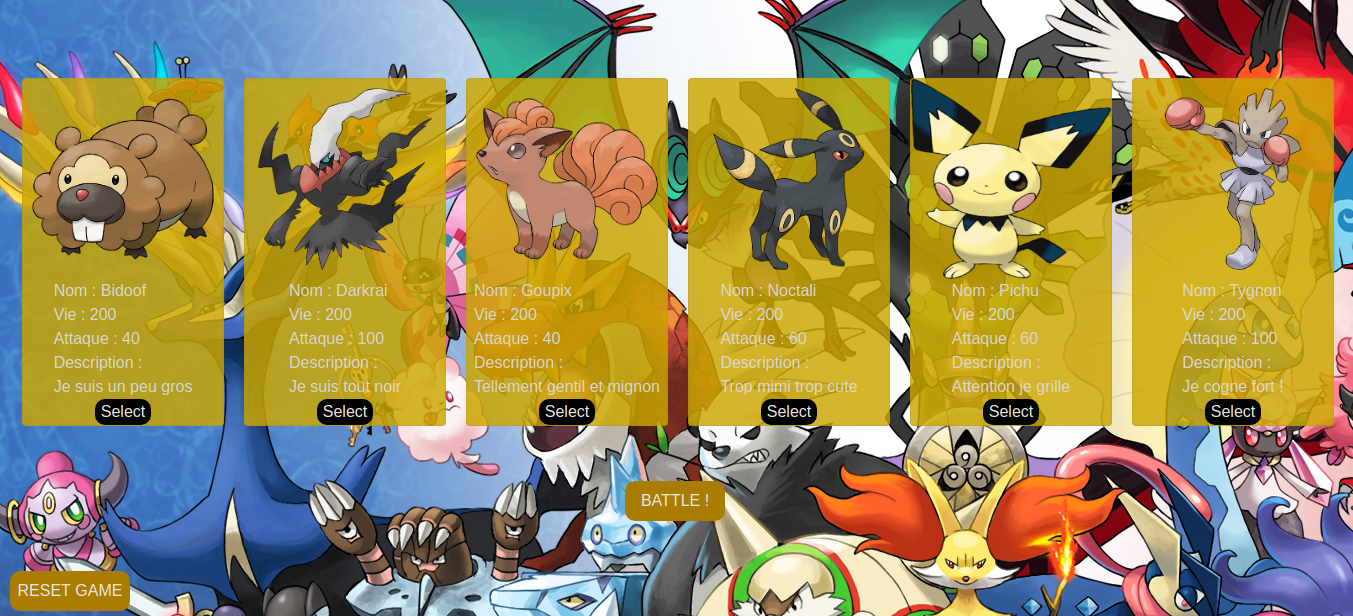 Nom : Bidoof
Vie : 200
Attaque : 40
Description :
Je suis un peu gros
Select
Nom : Darkrai
Vie : 200
Attaque : 100
Description :
Je suis tout noir
Select
Nom : Goupix
Vie : 200
Attaque : 40
Description :
Tellement gentil et mignon
Select
Nom : Noctali
Vie : 200
Attaque : 60
Description :
Trop mimi trop cute
Select
Nom : Pichu
Vie : 200
Attaque : 60
Description :
Attention je grille
Select
Nom : Tygnon
Vie : 200
Attaque : 100
Description :
Je cogne fort !
Select
BATTLE !
RESET GAME